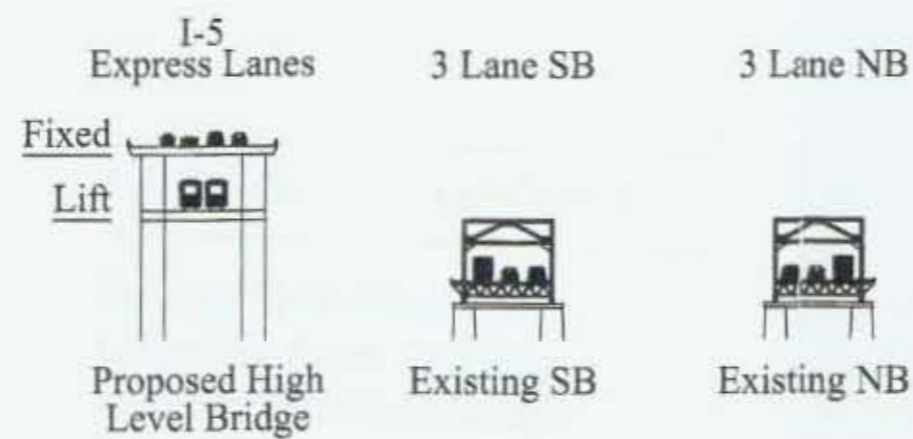 I-5
Express Lanes
3 Lane SB
3 Lane NB
Fixed
Lift
Proposed High
Level Bridge
Existing SB
Existing NB